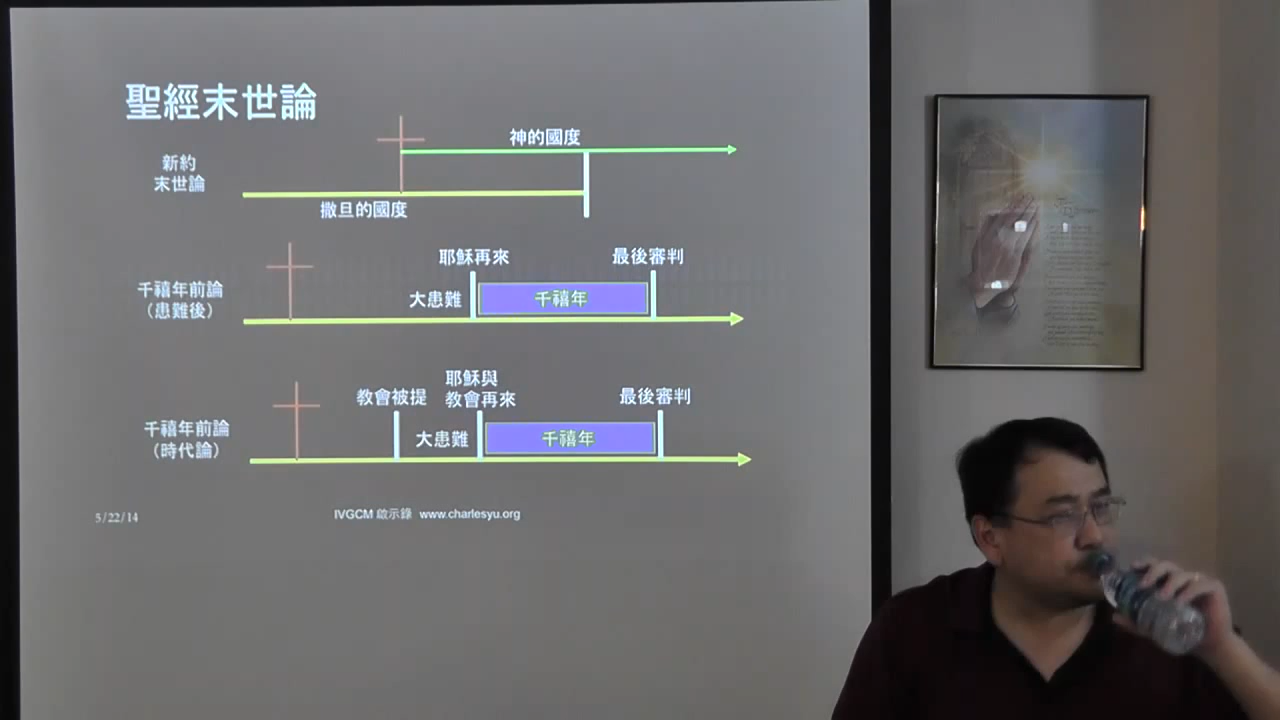 聖經末世論
神的國度
新約
末世論
撒旦的國度
耶穌再來
最後審判
千禧年前論
（患難後）
大患難
千禧年
耶穌與
教會再來
教會被提
最後審判
千禧年前論
（時代論）
大患難
千禧年
5/22/14
IVGCM 啟示錄 www.charlesyu.org